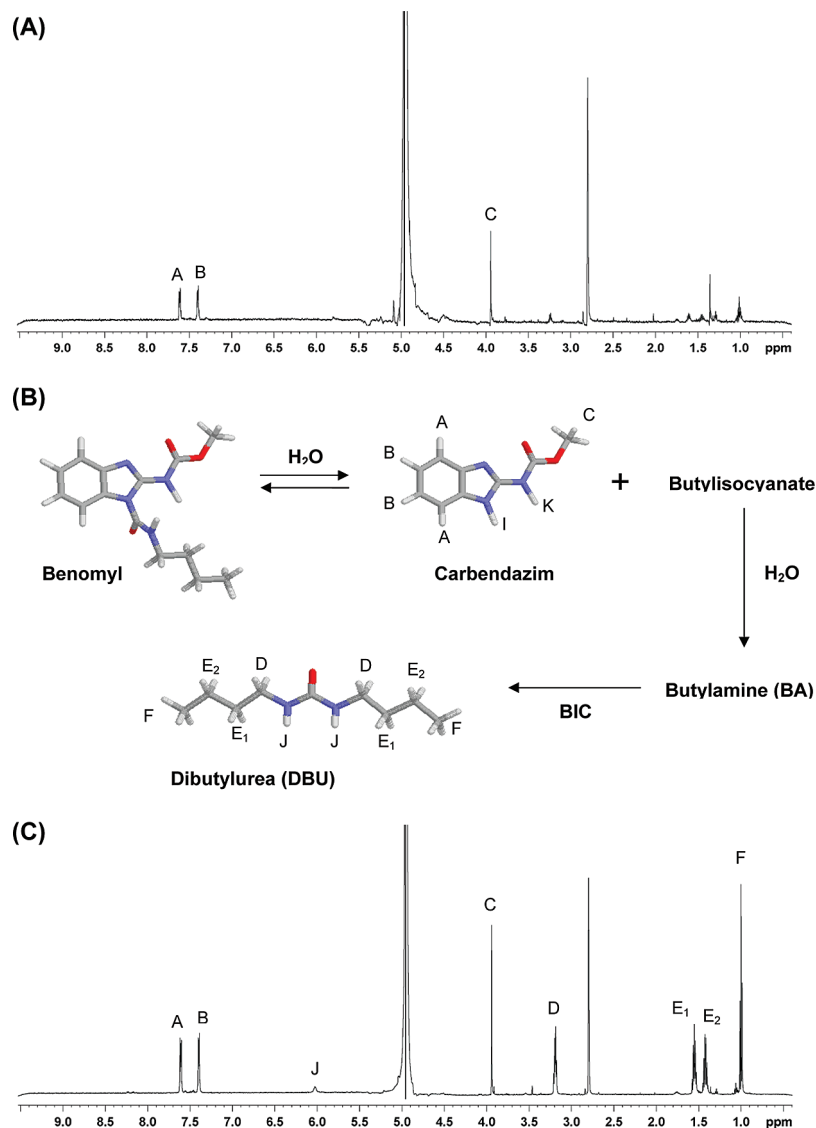 (A)
C
A B
9.0 8.5 8.0 7.5 7.0 6.5 6.0 5.5 5.0 4.5 4.0 3.5 3.0 2.5 2.0 1.5 1.0 ppm
(B)
H₂O
Benomyl
A
B
B
A
C
K
I
Carbendazim
+
Butylisocyanate
H₂O
Butylamine (BA)
BIC
E₂ D D E₂
F E₁ J J E₁ F
Dibutylurea (DBU)
(C)
F
C
A B J D E₁ E₂
9.0 8.5 8.0 7.5 7.0 6.5 6.0 5.5 5.0 4.5 4.0 3.5 3.0 2.5 2.0 1.5 1.0 ppm